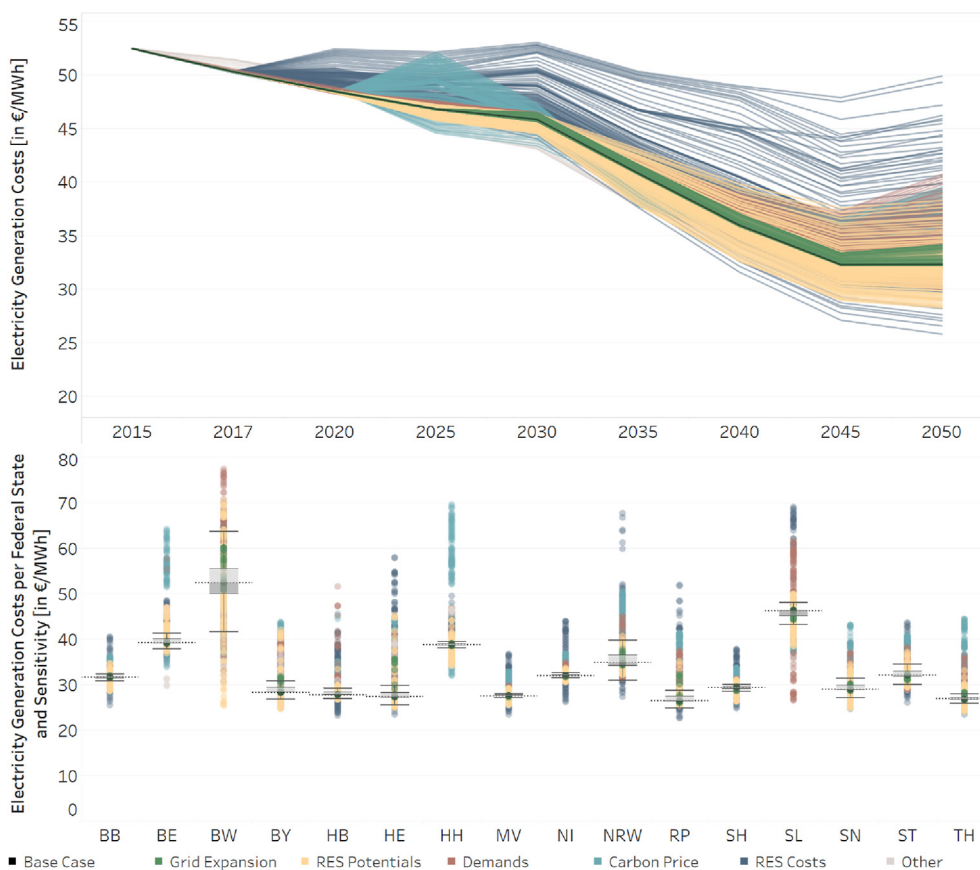 Electricity Generation Costs [in €/MWh]
55
50
45
40
35
30
25
20
2015 2017 2020 2025 2030 2035 2040 2045 2050
Electricity Generation Costs per Federal State
and Sensitivity [in €/MWh]
80
70
60
50
40
30
20
10
0
BB BE BW BY HB HE HH MV NI NRW RP SH SL SN ST TH
Base Case Grid Expansion RES Potentials Demands Carbon Price RES Costs Other